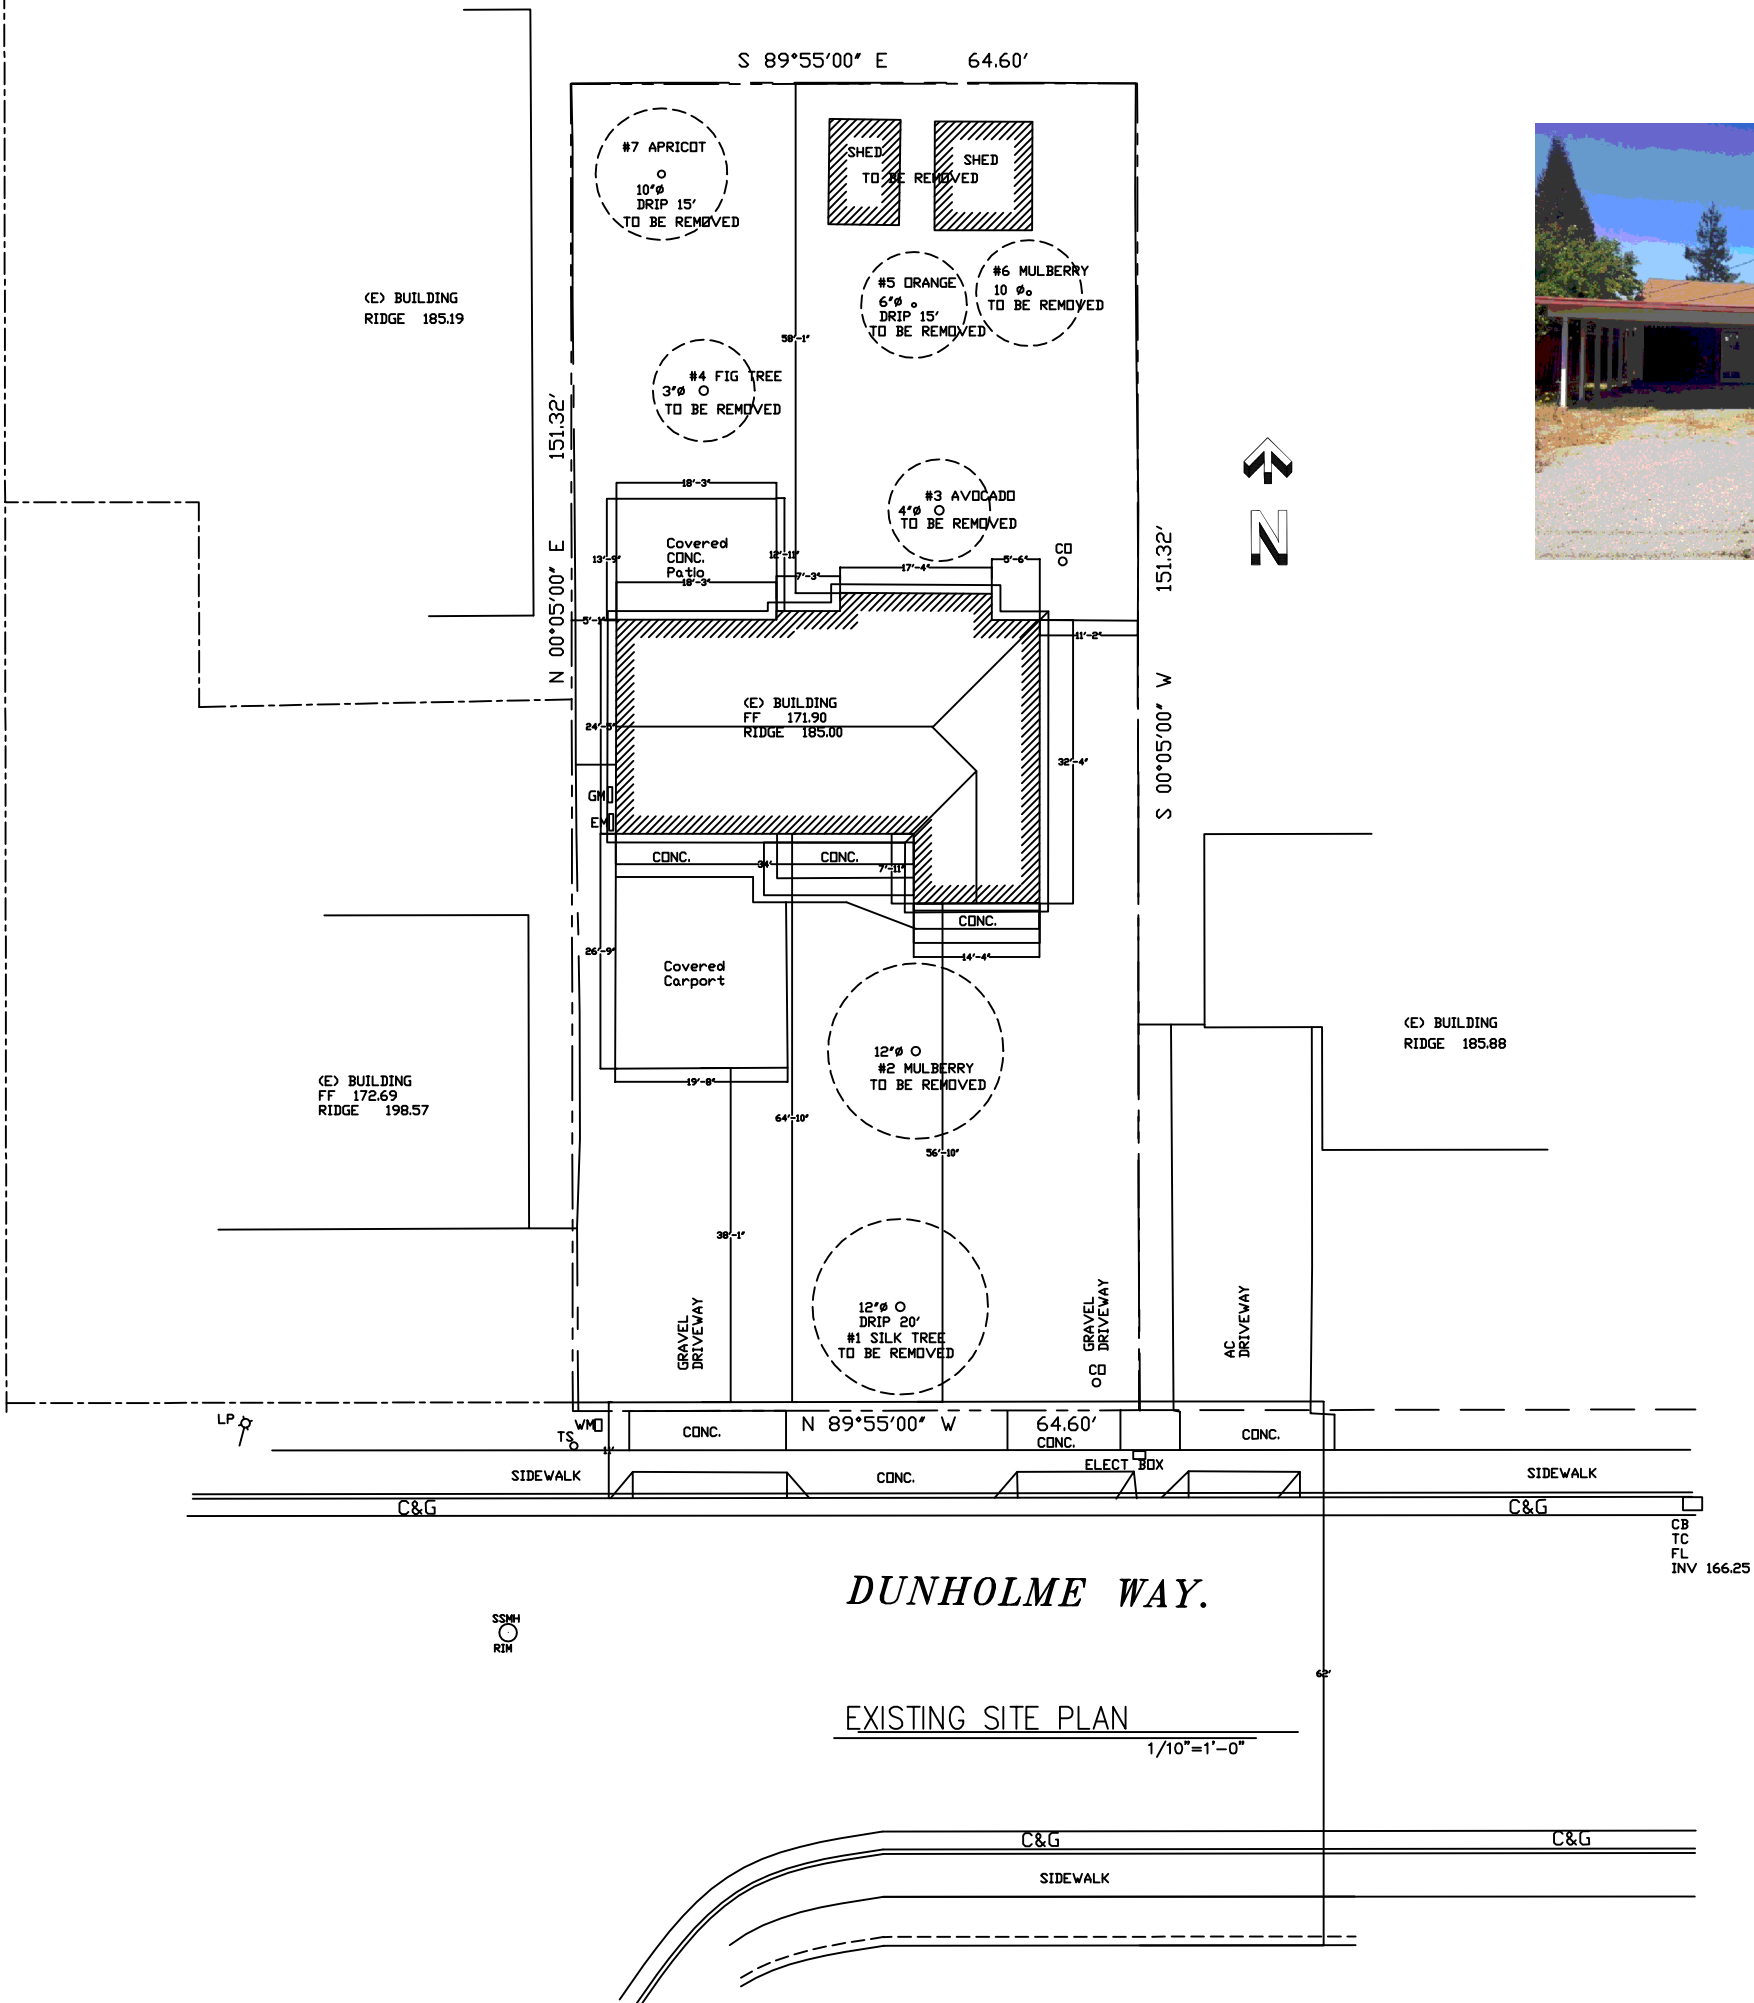 S 89°55'00" E 64.60'
#7 APRICOT
10"ø
DRIP 15'
TO BE REMOVED
SHED
SHED
TO BE REMOVED
#5 ORANGE
6"ø
DRIP 15'
TO BE REMOVED
#6 MULBERRY
10 ø
TO BE REMOVED
(E) BUILDING
RIDGE 185.19
58'-1"
#4 FIG TREE
3"ø
TO BE REMOVED
N 00°05'00" E 151.32'
S 00°05'00" W 151.32'
N
18'-3"
#3 AVOCADO
4"ø
TO BE REMOVED
CO
Covered
CONC.
Patio
13'-9"
12'-11"
18'-3"
7'-3"
17'-4"
5'-6"
5'-1"
11'-2"
(E) BUILDING
FF 171.90
RIDGE 185.00
24'-5"
32'-4"
GM
EM
CONC.
34'
CONC.
7'-11"
CONC.
14'-4"
26'-9"
Covered
Carport
19'-8"
12"ø
#2 MULBERRY
TO BE REMOVED
(E) BUILDING
RIDGE 185.88
(E) BUILDING
FF 172.69
RIDGE 198.57
64'-10"
56'-10"
38'-1"
12"ø
DRIP 20'
#1 SILK TREE
TO BE REMOVED
GRAVEL
DRIVEWAY
GRAVEL
DRIVEWAY
AC
DRIVEWAY
CO
LP
WM
TS
11'
CONC.
N 89°55'00" W 64.60'
CONC.
CONC.
ELECT BOX
SIDEWALK
CONC.
SIDEWALK
C&G
C&G
CB
TC
FL
INV 166.25
DUNHOLME WAY.
SSMH
RIM
62'
EXISTING SITE PLAN
1/10"=1'-0"
C&G
C&G
SIDEWALK